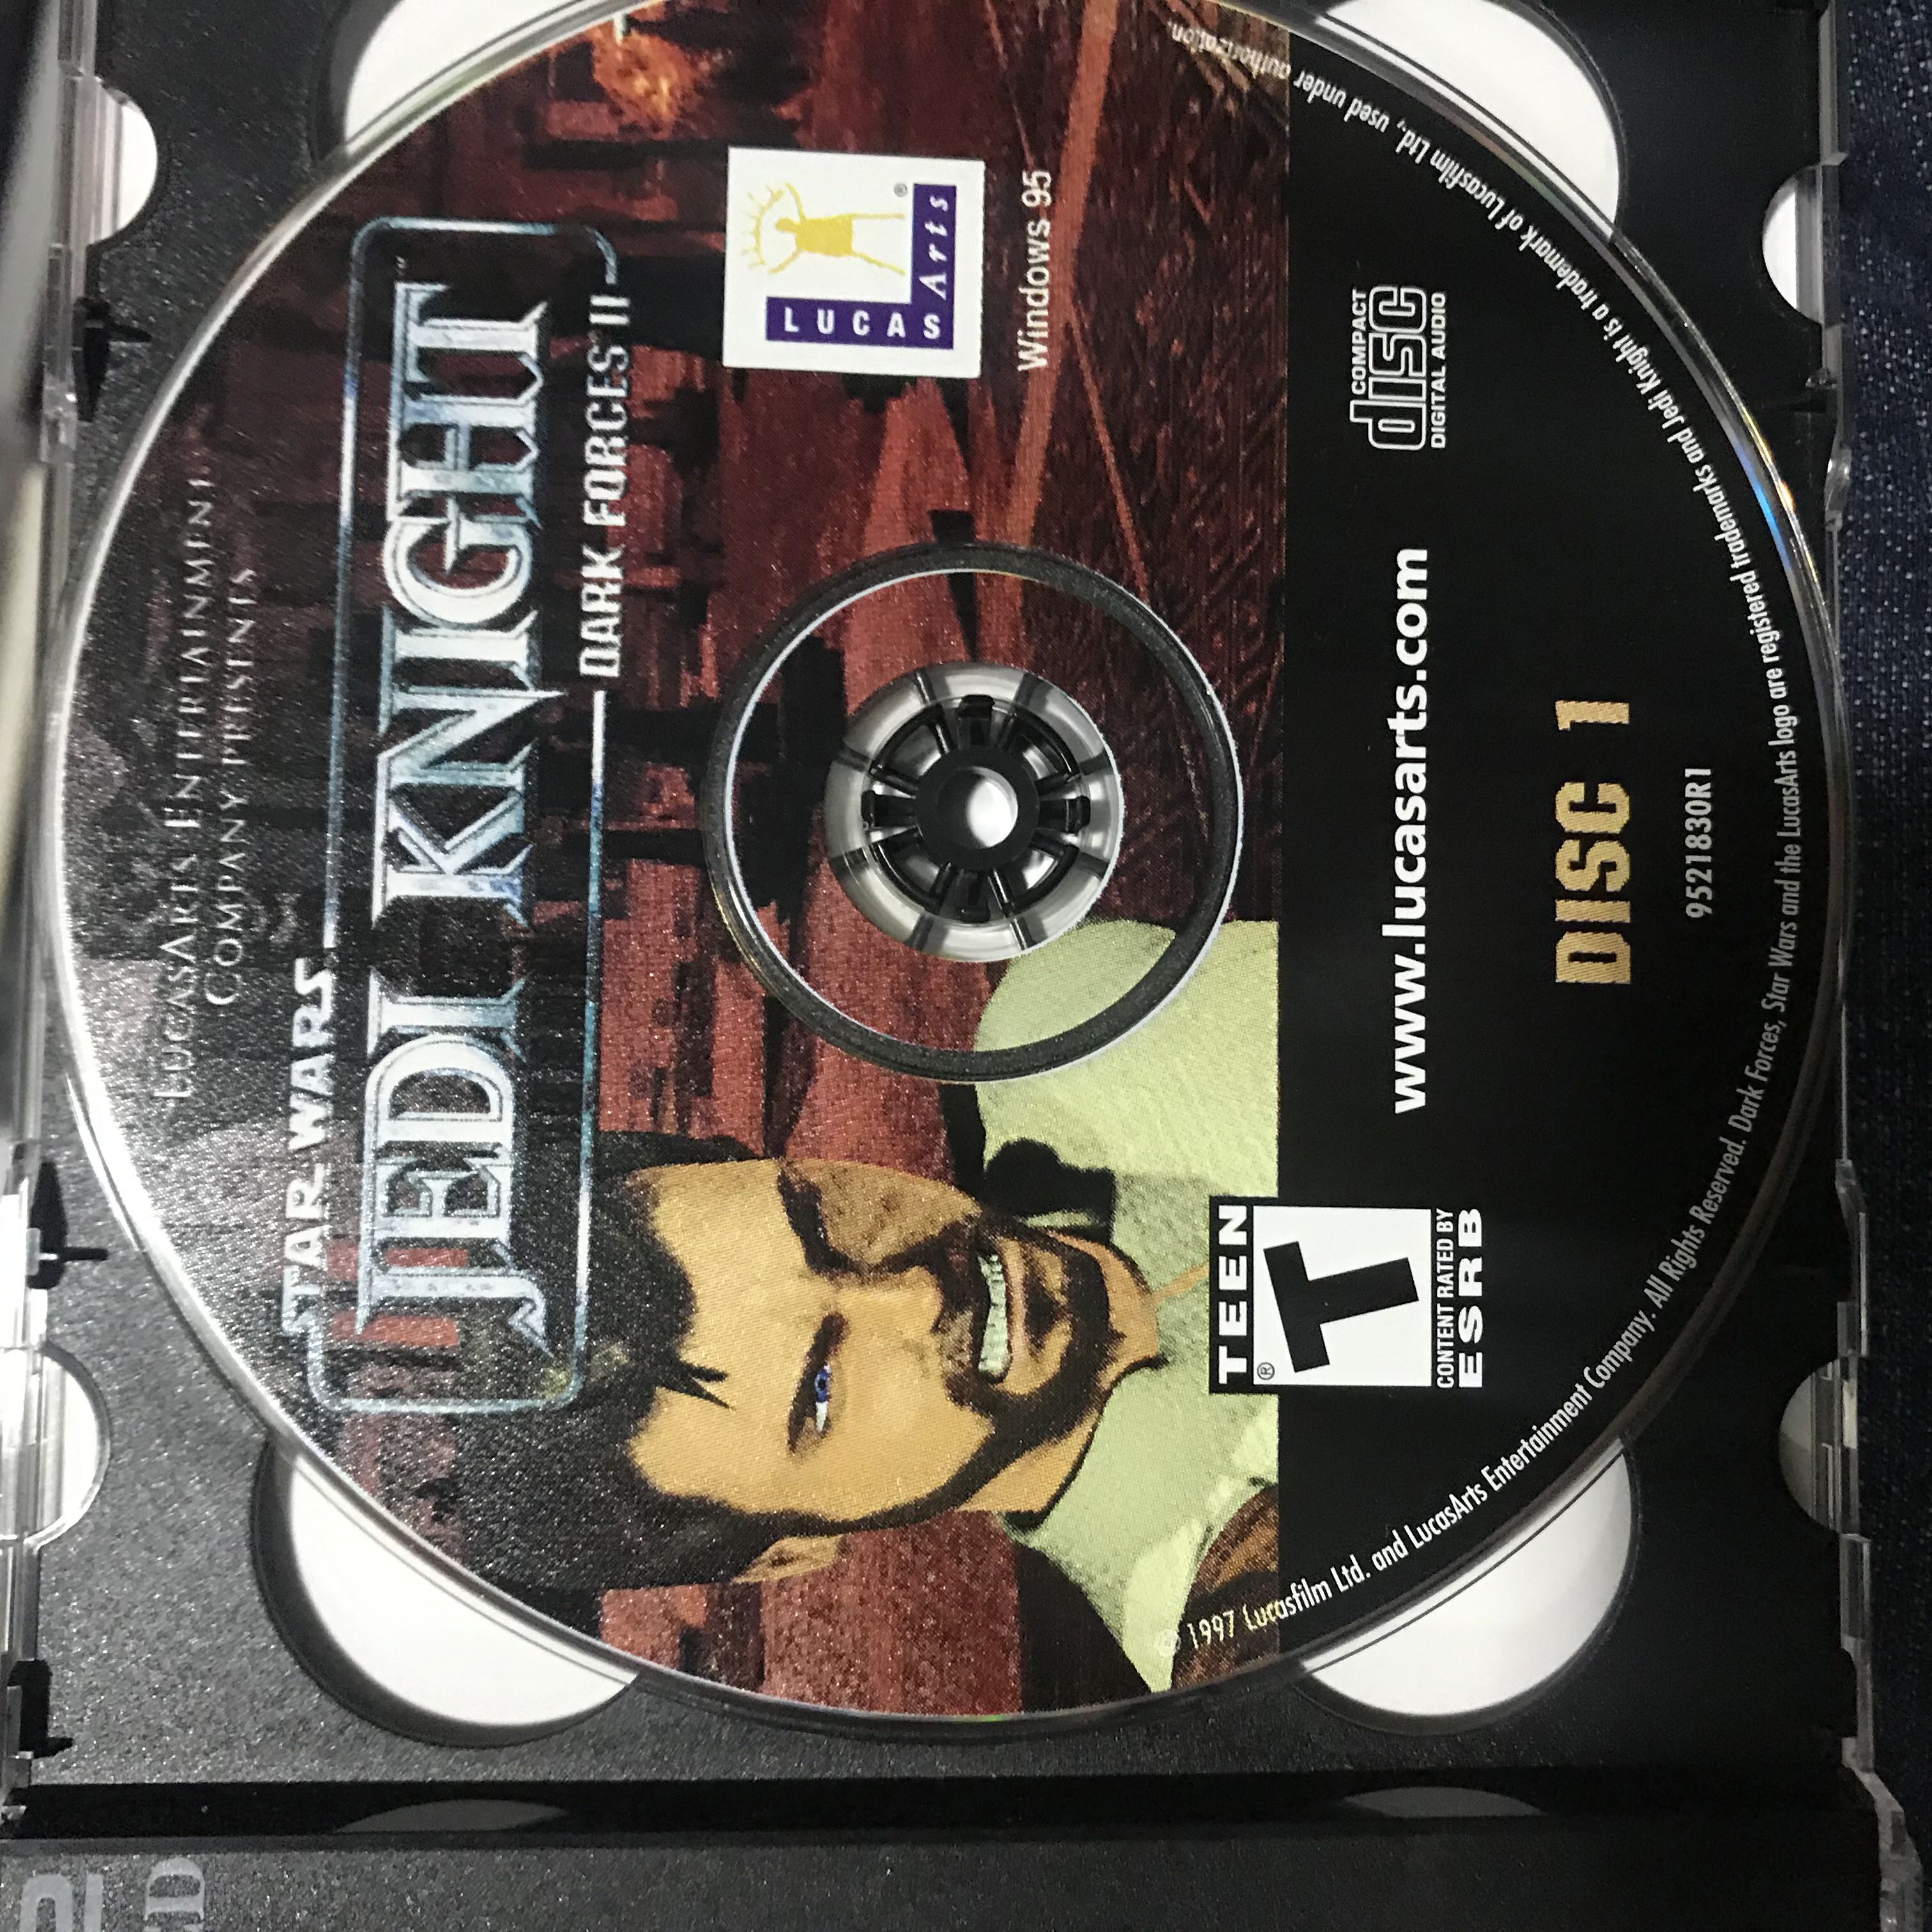 LUCASARTS ENTERTAINMENT
COMPANY PRESENTS
STAR WARS
JEDI KNIGHT
™
DARK FORCES® II
LUCAS
Arts
®
Windows 95
TEEN
T
®
CONTENT RATED BY
ESRB
www.lucasarts.com
COMPACT
disc
DIGITAL AUDIO
DISC 1
9521830R1
© 1997 Lucasfilm Ltd. and LucasArts Entertainment Company. All Rights Reserved. Dark Forces, Star Wars and the LucasArts logo are registered trademarks and Jedi Knight is a trademark of Lucasfilm Ltd., used under authorization.